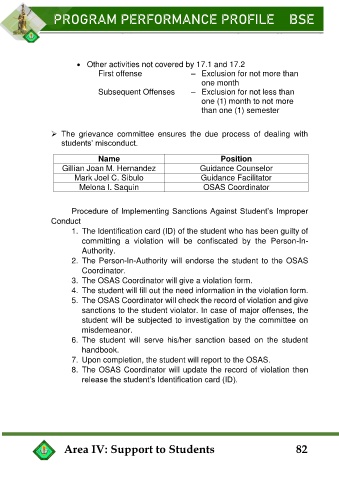 PROGRAM PERFORMANCE PROFILE BSE
• Other activities not covered by 17.1 and 17.2
First offense – Exclusion for not more than
one month
Subsequent Offenses – Exclusion for not less than
one (1) month to not more
than one (1) semester
➢ The grievance committee ensures the due process of dealing with
students' misconduct.
Name Position
Gillian Joan M. Hernandez Guidance Counselor
Mark Joel C. Sibulo Guidance Facilitator
Melona I. Saquin OSAS Coordinator
Procedure of Implementing Sanctions Against Student's Improper
Conduct
1. The Identification card (ID) of the student who has been guilty of
committing a violation will be confiscated by the Person-In-
Authority.
2. The Person-In-Authority will endorse the student to the OSAS
Coordinator.
3. The OSAS Coordinator will give a violation form.
4. The student will fill out the need information in the violation form.
5. The OSAS Coordinator will check the record of violation and give
sanctions to the student violator. In case of major offenses, the
student will be subjected to investigation by the committee on
misdemeanor.
6. The student will serve his/her sanction based on the student
handbook.
7. Upon completion, the student will report to the OSAS.
8. The OSAS Coordinator will update the record of violation then
release the student's Identification card (ID).
Area IV: Support to Students 82